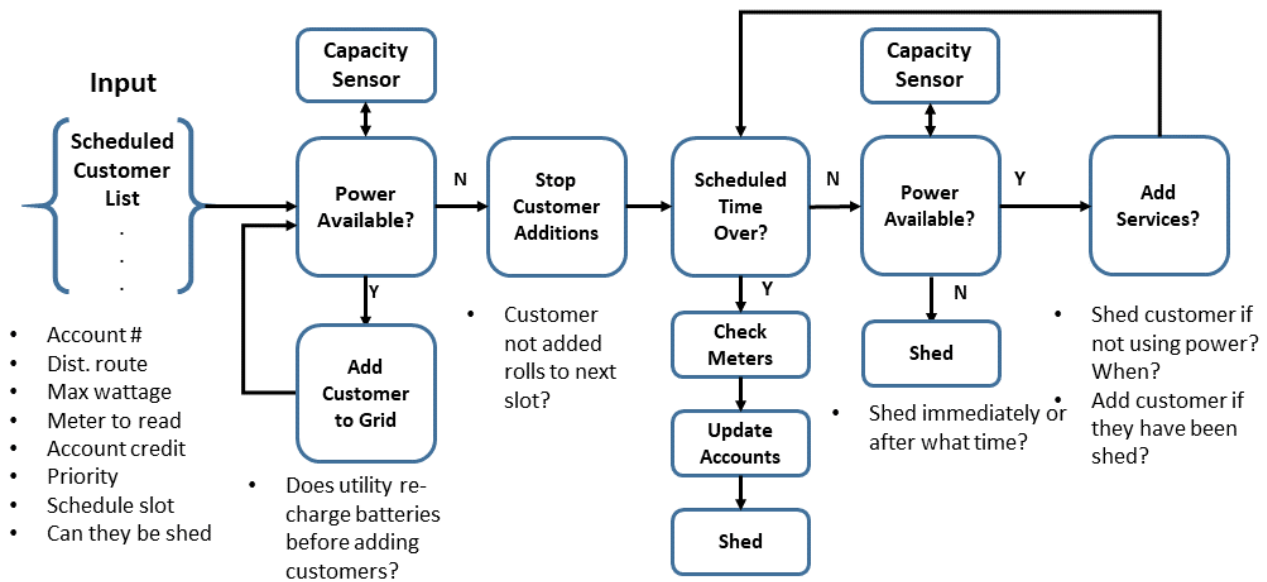 Input
Scheduled
Customer
List
.
.
.
• Account #
• Dist. route
• Max wattage
• Meter to read
• Account credit
• Priority
• Schedule slot
• Can they be shed
Capacity
Sensor
Power
Available?
N
Y
Add
Customer
to Grid
• Does utility re-
charge batteries
before adding
customers?
Stop
Customer
Additions
• Customer
not added
rolls to next
slot?
Scheduled
Time
Over?
N
Y
Check
Meters
Update
Accounts
Shed
Capacity
Sensor
Power
Available?
Y
N
Shed
• Shed immediately or
after what time?
Add
Services?
• Shed customer if
not using power?
When?
• Add customer if
they have been
shed?